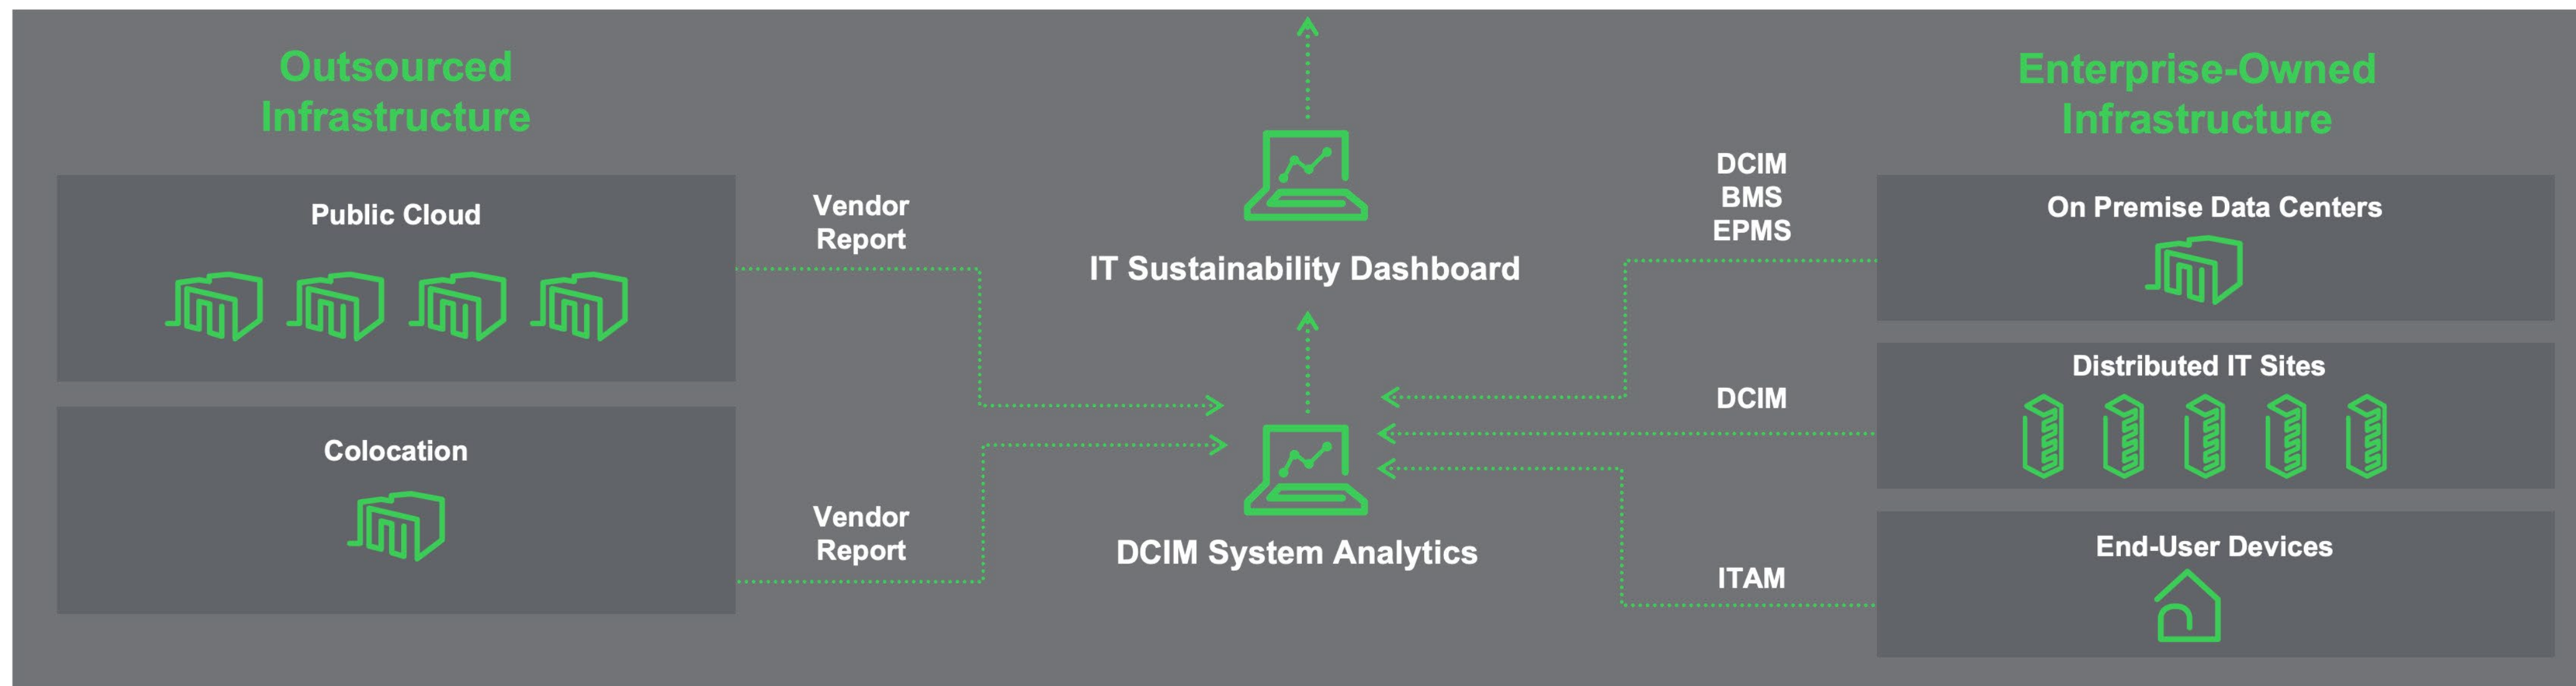 Outsourced
Infrastructure
Public Cloud
Vendor
Report
Colocation
Vendor
Report
IT Sustainability Dashboard
DCIM System Analytics
Enterprise-Owned
Infrastructure
DCIM
BMS
EPMS
On Premise Data Centers
DCIM
Distributed IT Sites
ITAM
End-User Devices